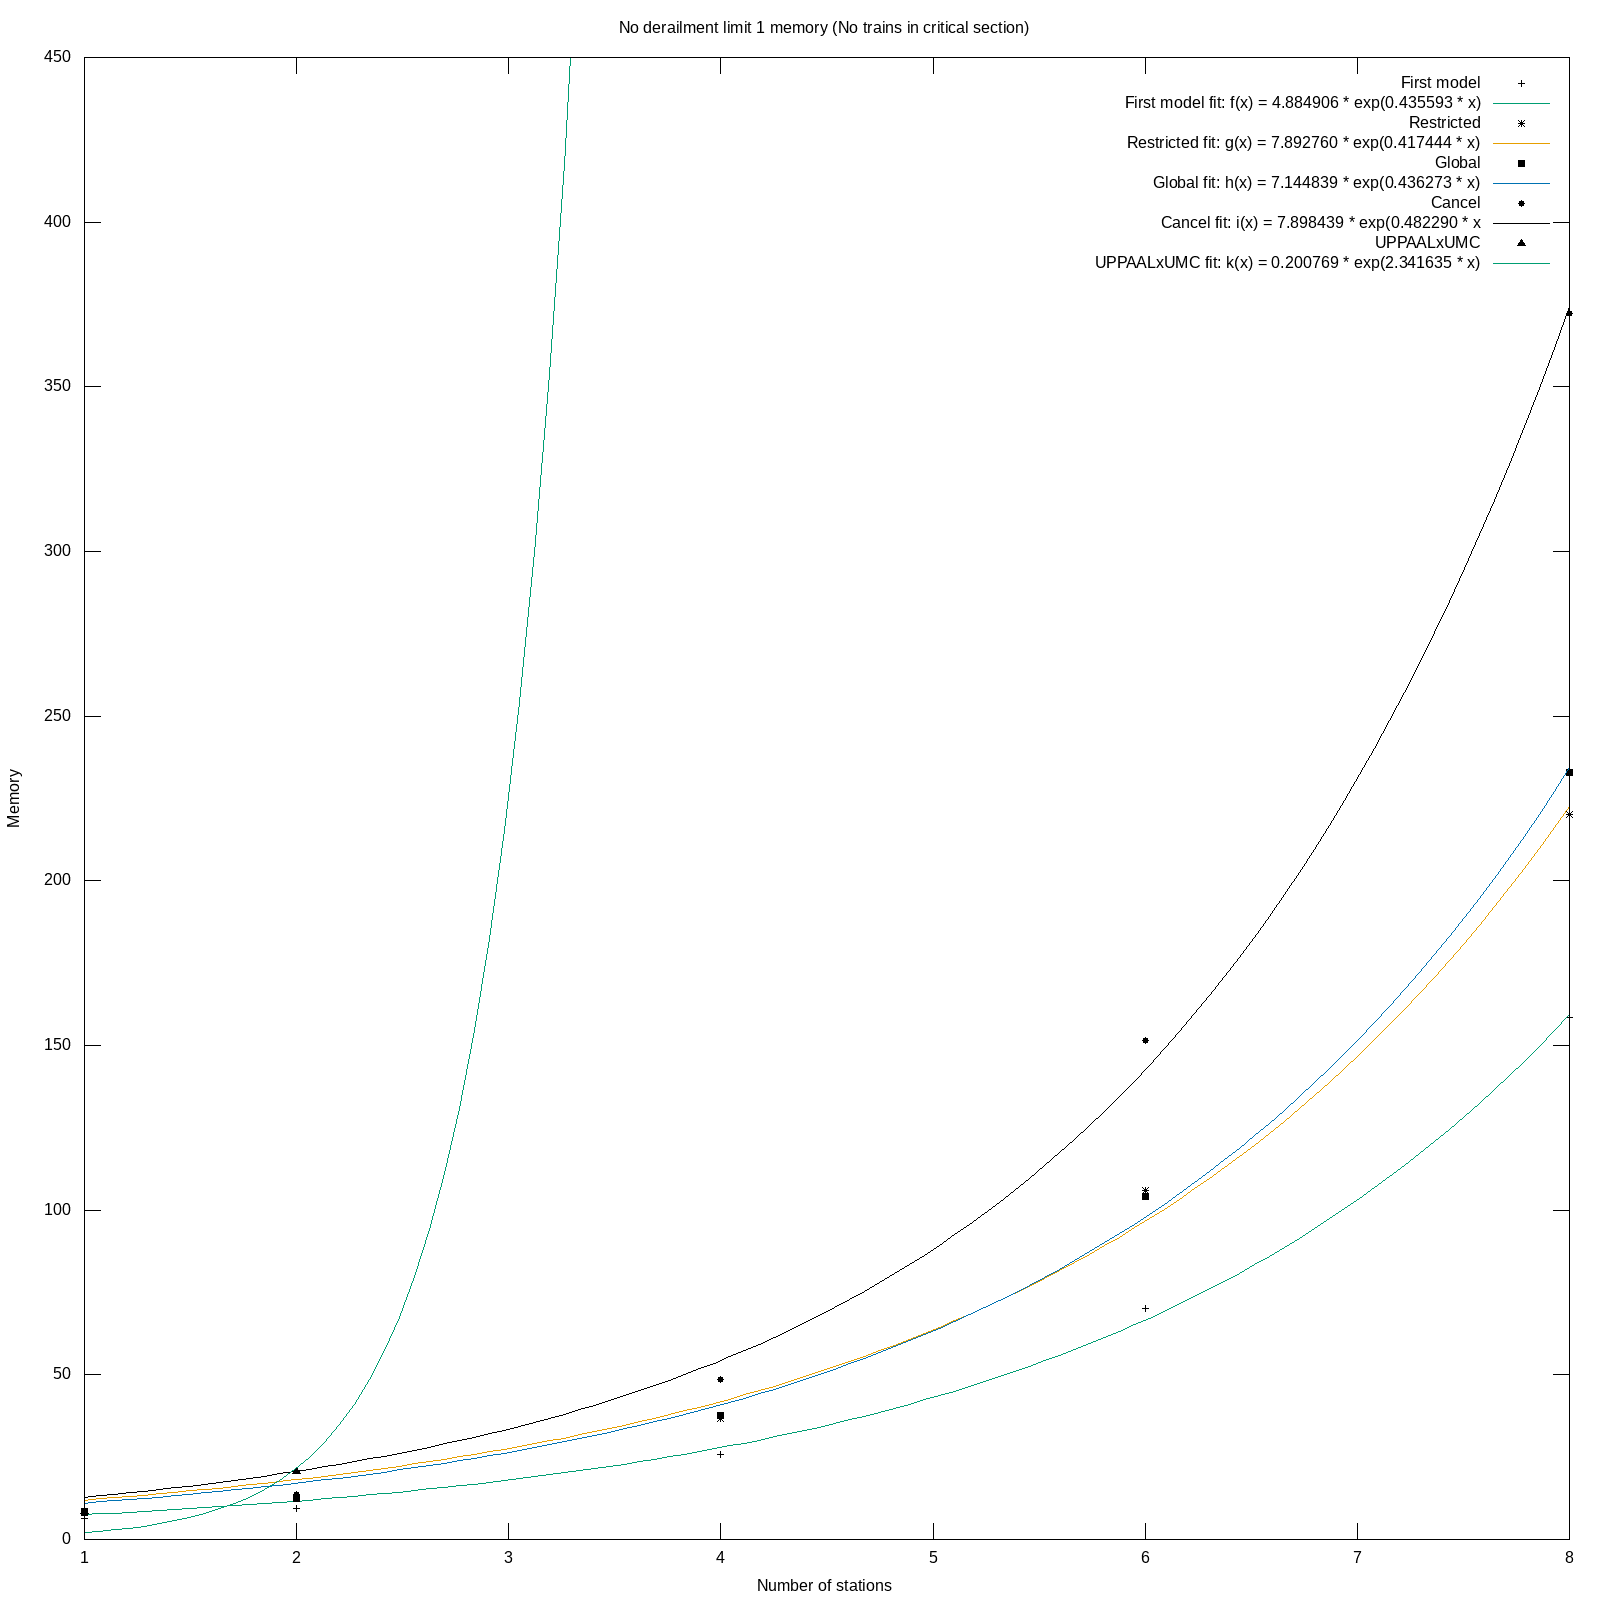 No derailment limit 1 memory (No trains in critical section)
450
400
350
300
250
200
150
100
50
0
Memory
First model
First model fit: f(x) = 4.884906 * exp(0.435593 * x)
Restricted
Restricted fit: g(x) = 7.892760 * exp(0.417444 * x)
Global
Global fit: h(x) = 7.144839 * exp(0.436273 * x)
Cancel
Cancel fit: i(x) = 7.898439 * exp(0.482290 * x
UPPAALxUMC
UPPAALxUMC fit: k(x) = 0.200769 * exp(2.341635 * x)
1 2 3 4 5 6 7 8
Number of stations